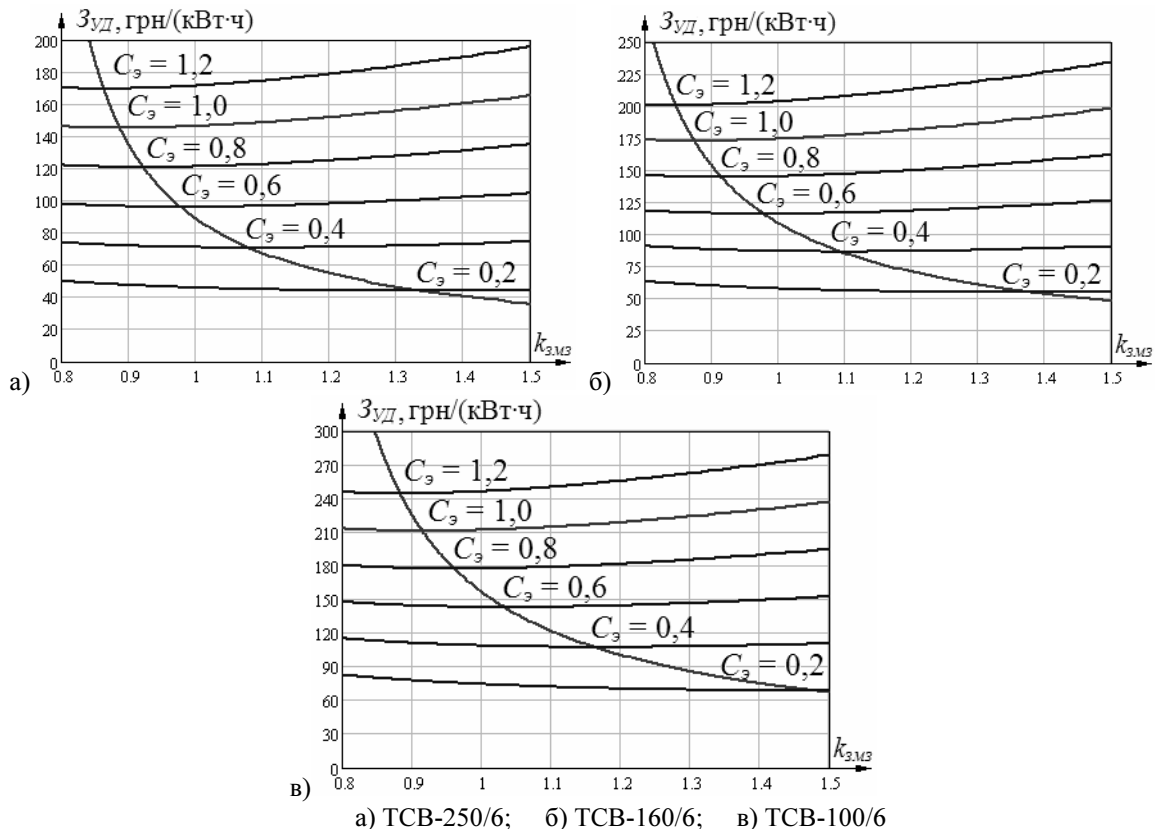 З_УД, грн/(кВт·ч)
200
180
160
140
120
100
80
60
40
20
0
C_э = 1,2
C_э = 1,0
C_э = 0,8
C_э = 0,6
C_э = 0,4
C_э = 0,2
k_з.мз
0.8 0.9 1 1.1 1.2 1.3 1.4 1.5
а)
З_УД, грн/(кВт·ч)
250
225
200
175
150
125
100
75
50
25
0
C_э = 1,2
C_э = 1,0
C_э = 0,8
C_э = 0,6
C_э = 0,4
C_э = 0,2
k_з.мз
0.8 0.9 1 1.1 1.2 1.3 1.4 1.5
б)
З_УД, грн/(кВт·ч)
300
270
240
210
180
150
120
90
60
30
0
C_э = 1,2
C_э = 1,0
C_э = 0,8
C_э = 0,6
C_э = 0,4
C_э = 0,2
k_з.мз
0.8 0.9 1 1.1 1.2 1.3 1.4 1.5
в)
а) ТСВ-250/6; б) ТСВ-160/6; в) ТСВ-100/6